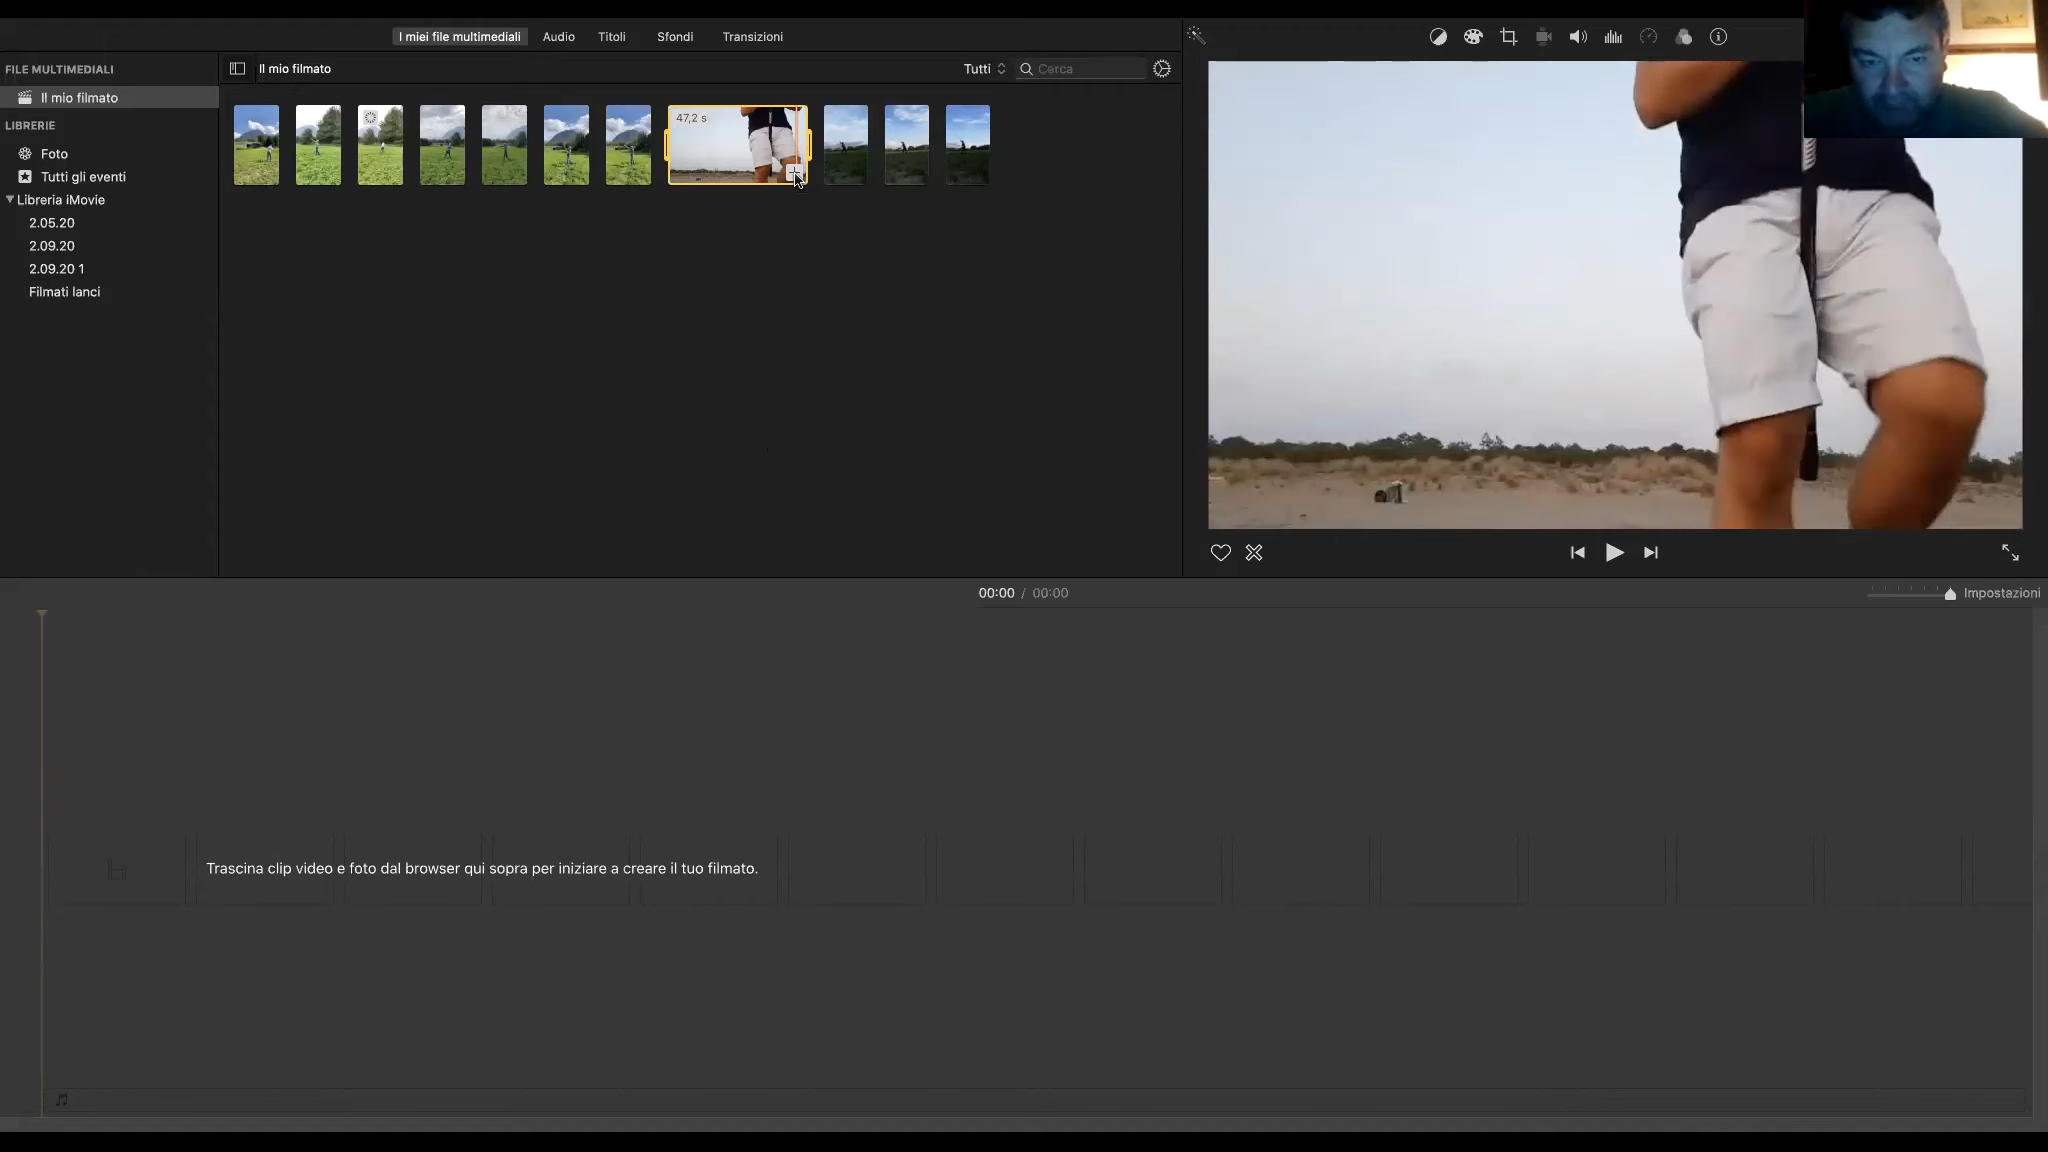 I miei file multimediali Audio Titoli Sfondi Transizioni
FILE MULTIMEDIALI
Il mio filmato Tutti Cerca
Il mio filmato
LIBRERIE
47,2 s
Foto
Tutti gli eventi
Libreria iMovie
2.05.20
2.09.20
2.09.20 1
Filmati lanci
00:00 / 00:00
Impostazioni
Trascina clip video e foto dal browser qui sopra per iniziare a creare il tuo filmato.